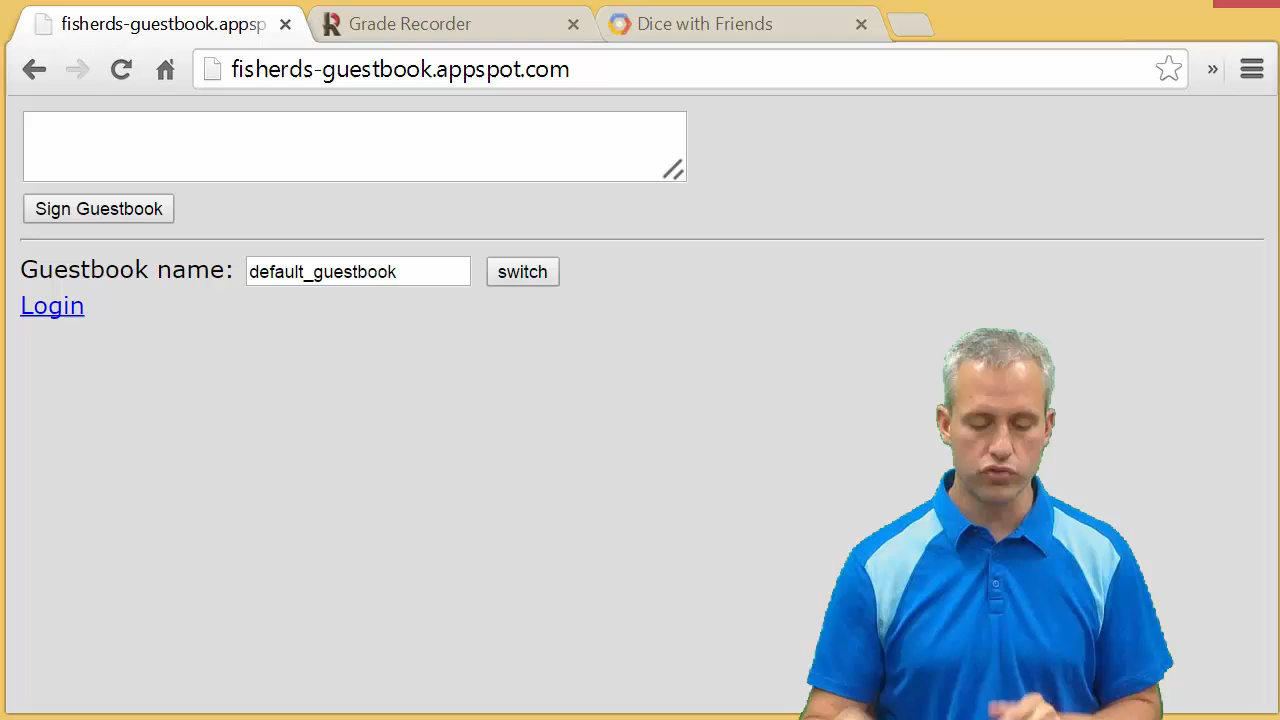 fisherds-guestbook.appsp
Grade Recorder
Dice with Friends
fisherds-guestbook.appspot.com
Sign Guestbook
Guestbook name: default_guestbook switch
Login